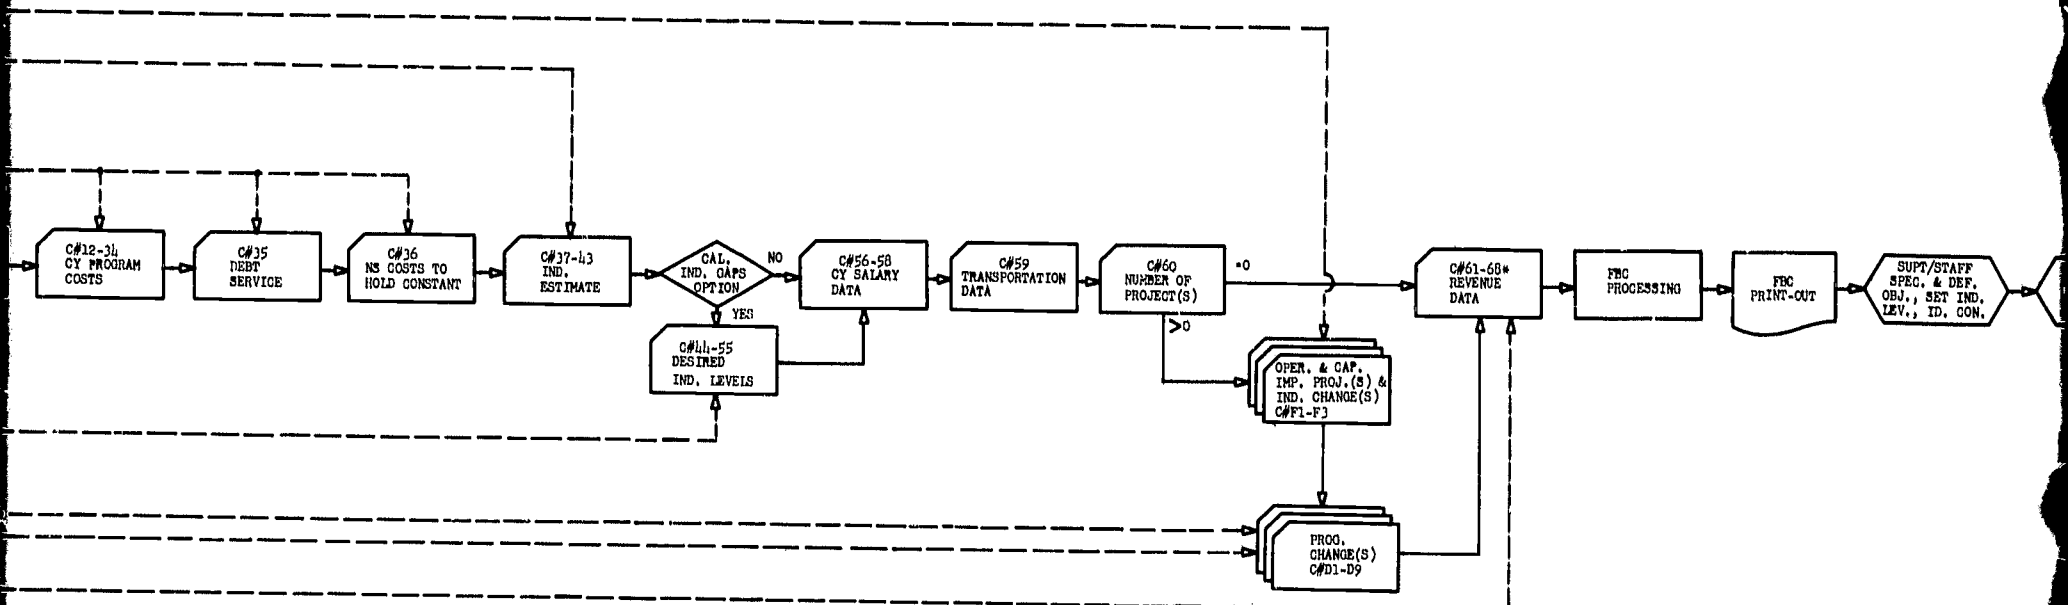 C#12-34
CY PROGRAM
COSTS
C#35
DEBT
SERVICE
C#36
NS COSTS TO
HOLD CONSTANT
C#37-43
IND.
ESTIMATE
CAL.
IND. GAPS
OPTION
NO
YES
C#44-55
DESIRED
IND. LEVELS
C#56-58
CY SALARY
DATA
C#59
TRANSPORTATION
DATA
C#60
NUMBER OF
PROJECT(S)
=0
>0
OPER. & CAP.
IMP. PROJ.(S) &
IND. CHANGE(S)
C#F1-F3
PROG.
CHANGE(S)
C#D1-D9
C#61-68*
REVENUE
DATA
FBC
PROCESSING
FBC
PRINT-OUT
SUPT/STAFF
SPEC. & DEF.
OBJ., SET IND.
LEV., ID. CON.